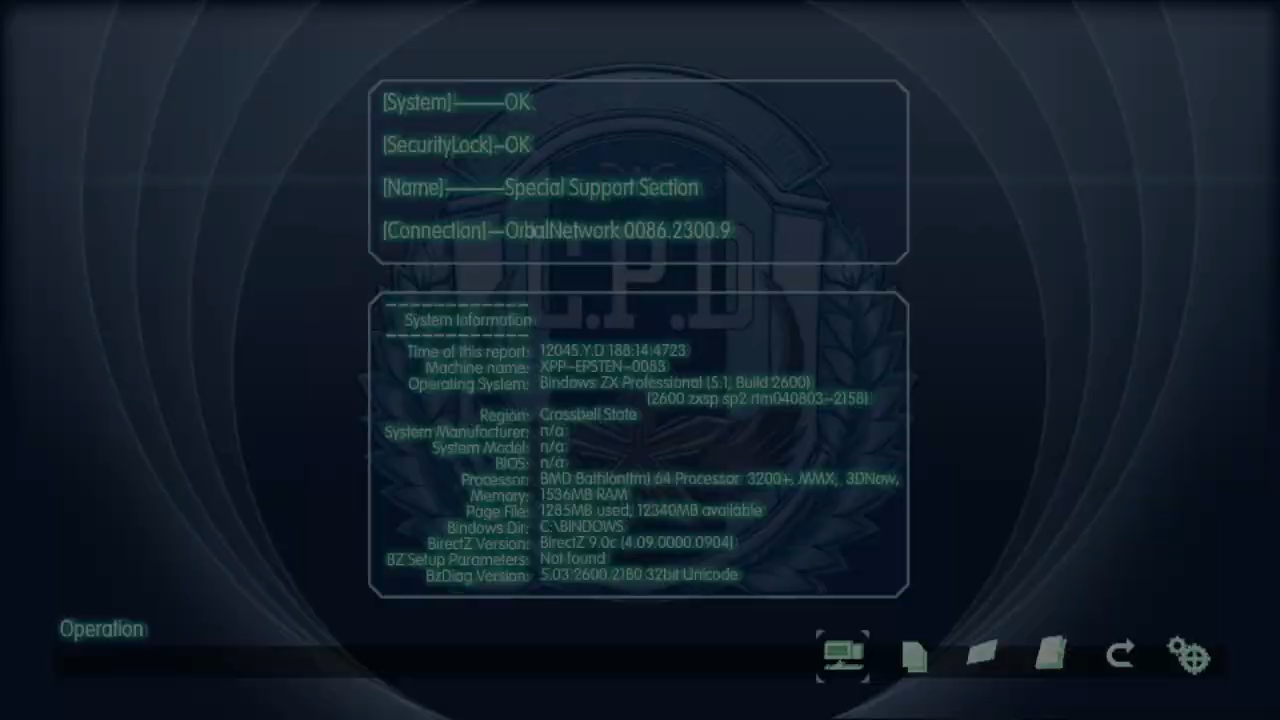 [System]———OK.
[SecurityLock]—OK
[Name]———Special Support Section
[Connection]—OrbalNetwork 0086.2300.9
C.P.D
------------
System Information
------------
Time of this report: 12045.Y.D 188:14:4723
Machine name: XPP-EPSTEN-0083
Operating System: Bindows ZX Professional (5.1, Build 2600)
(2600 zxsp sp2 rtm040803-2158)
Region: Crossbell State
System Manufacturer: n/a
System Model: n/a
BIOS: n/a
Processor: BMD Bathlon(tm) 64 Processor 3200+, MMX, 3DNow,
Memory: 1536MB RAM
Page File: 1285MB used, 12340MB available
Bindows Dir: C:\BINDOWS
BirectZ Version: BirectZ 9.0c (4.09.0000.0904)
BZ Setup Parameters: Not found
BzDiag Version: 5.03.2600.2180 32bit Unicode
Operation